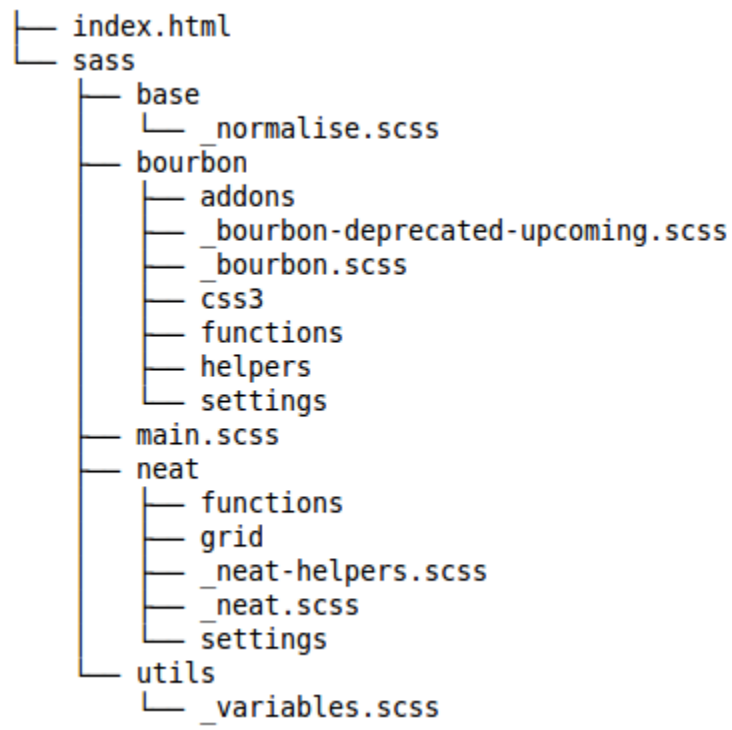 ├── index.html
└── sass
    ├── base
    │   └── _normalise.scss
    ├── bourbon
    │   ├── addons
    │   ├── _bourbon-deprecated-upcoming.scss
    │   ├── _bourbon.scss
    │   ├── css3
    │   ├── functions
    │   ├── helpers
    │   └── settings
    ├── main.scss
    ├── neat
    │   ├── functions
    │   ├── grid
    │   ├── _neat-helpers.scss
    │   ├── _neat.scss
    │   └── settings
    └── utils
        └── _variables.scss